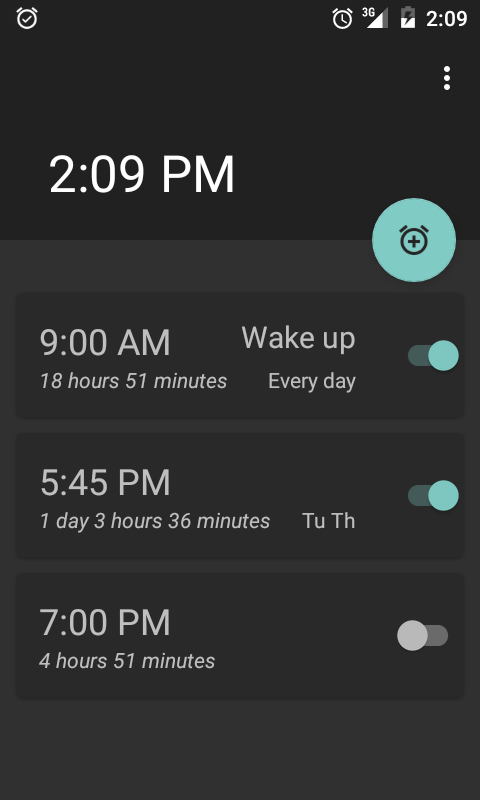 3G 2:09
2:09 PM
9:00 AM Wake up
18 hours 51 minutes Every day
5:45 PM
1 day 3 hours 36 minutes Tu Th
7:00 PM
4 hours 51 minutes